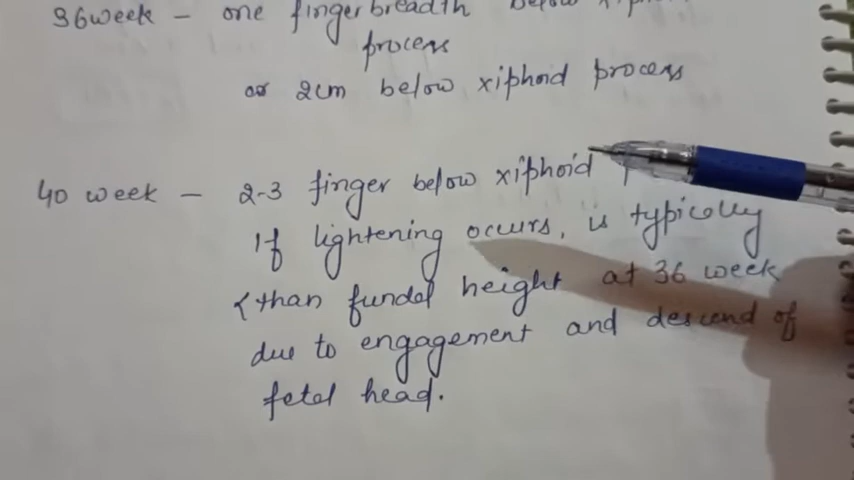 36week - one fingerbreadth below
process
or 2cm below xiphoid process
40 week - 2-3 finger below xiphoid
If lightening occurs, is typically
< than fundal height at 36 week
due to engagement and descend of
fetal head.